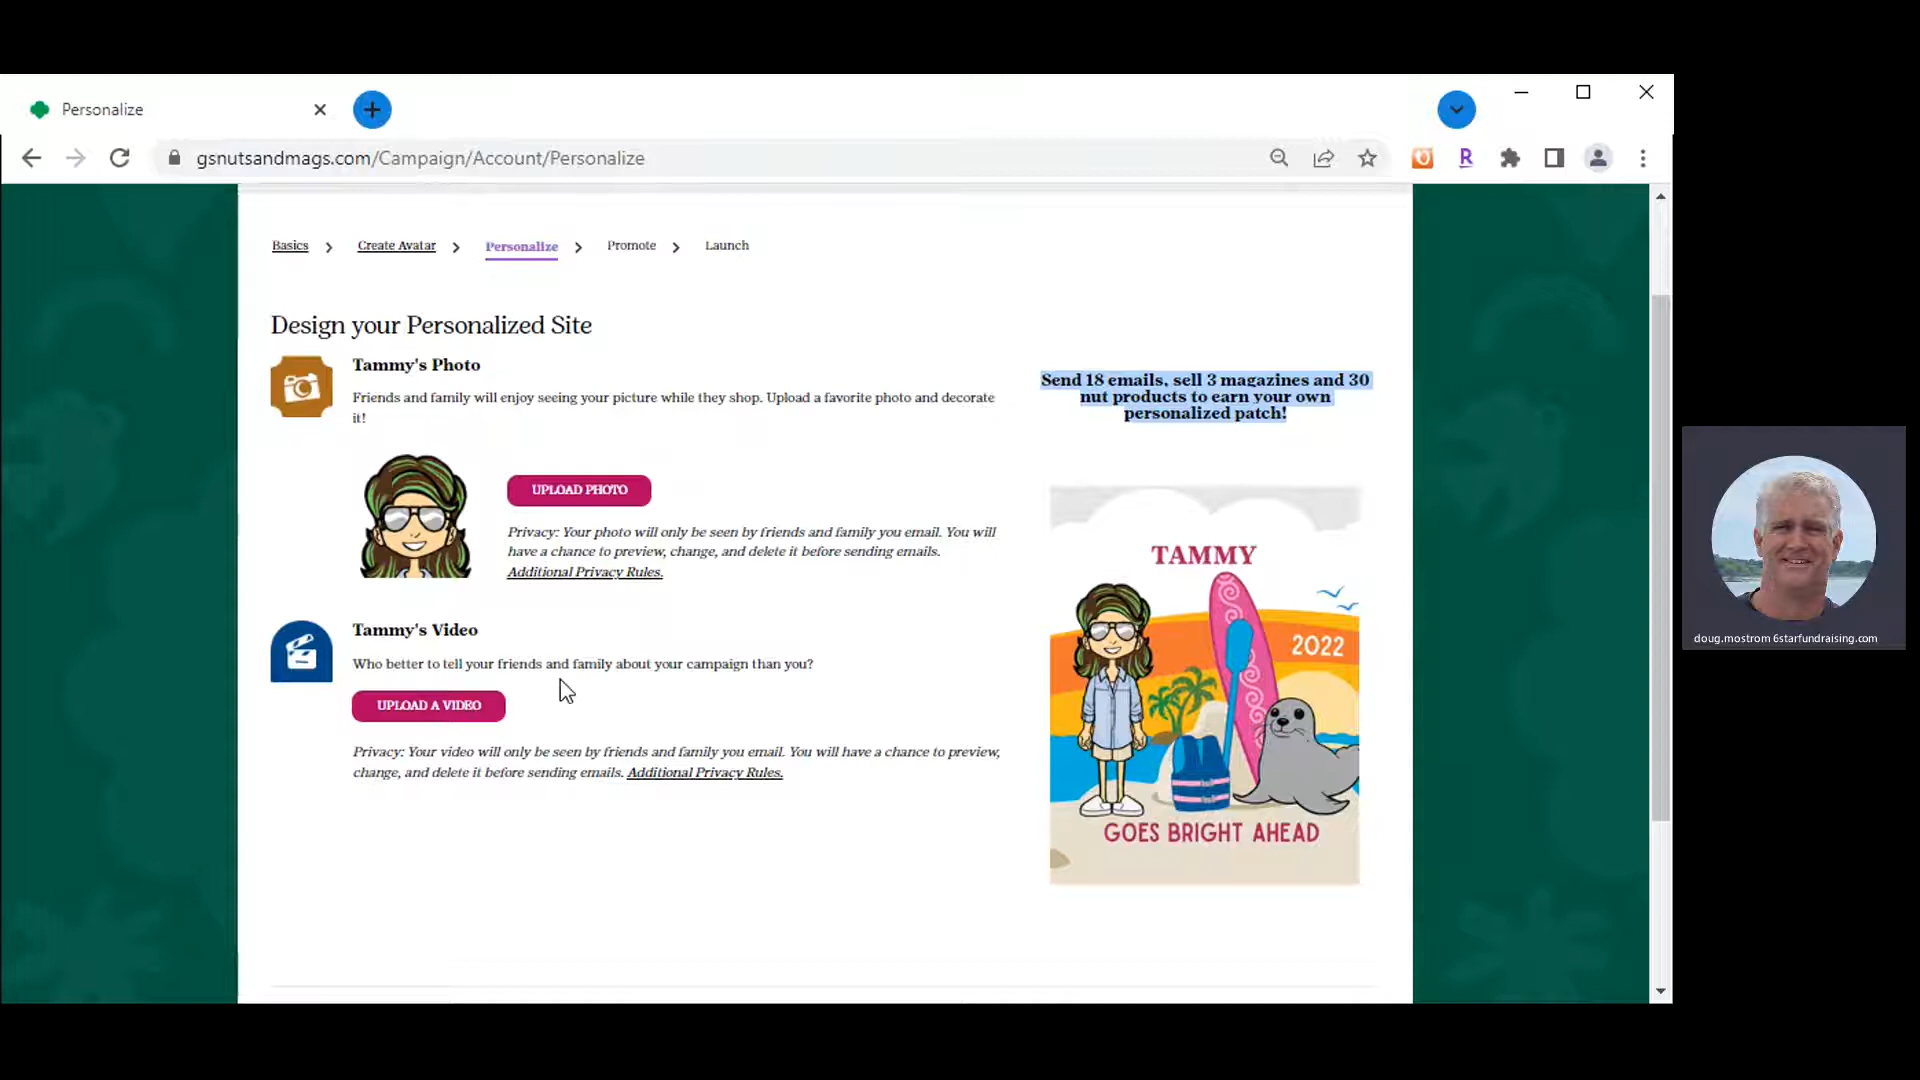 Personalize
gsnutsandmags.com/Campaign/Account/Personalize
Basics > Create Avatar > Personalize > Promote > Launch
Design your Personalized Site
Tammy's Photo
Friends and family will enjoy seeing your picture while they shop. Upload a favorite photo and decorate
it!
UPLOAD PHOTO
Privacy: Your photo will only be seen by friends and family you email. You will
have a chance to preview, change, and delete it before sending emails.
Additional Privacy Rules.
Tammy's Video
Who better to tell your friends and family about your campaign than you?
UPLOAD A VIDEO
Privacy: Your video will only be seen by friends and family you email. You will have a chance to preview,
change, and delete it before sending emails. Additional Privacy Rules.
Send 18 emails, sell 3 magazines and 30
nut products to earn your own
personalized patch!
TAMMY
2022
GOES BRIGHT AHEAD
doug.mostrom 6starfundraising.com